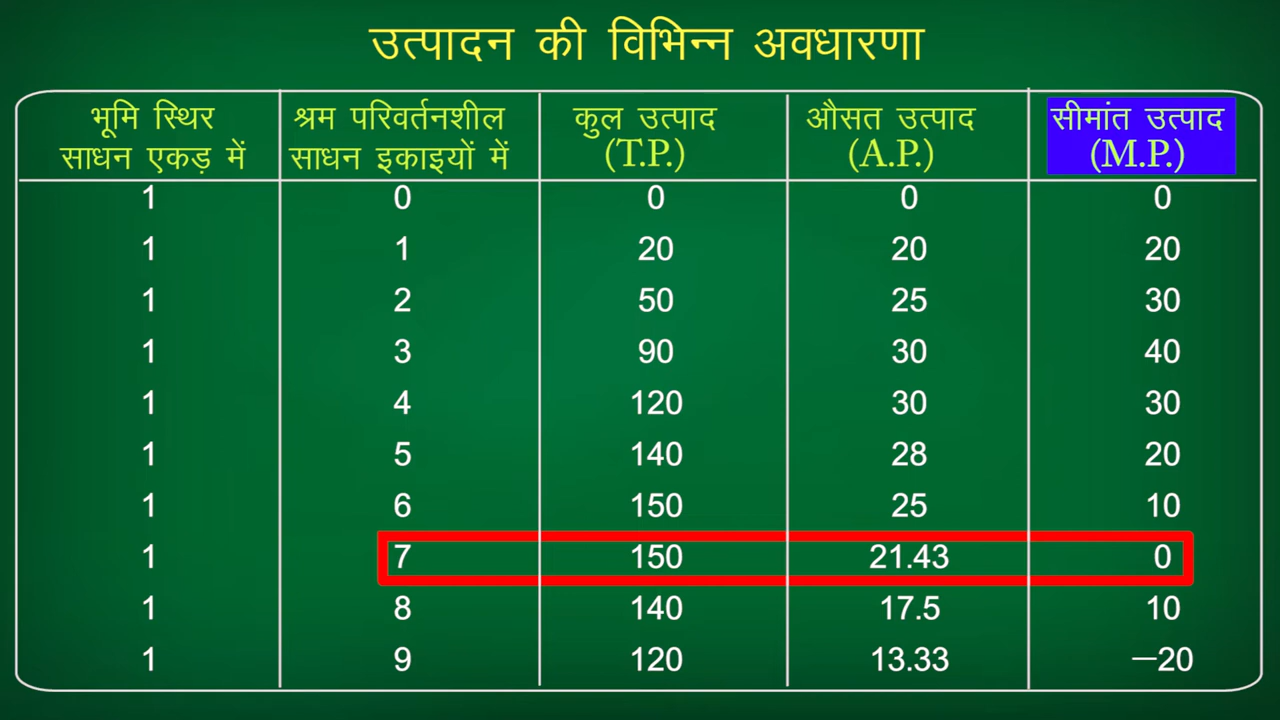 उत्पादन की विभिन्न अवधारणा
भूमि स्थिर साधन एकड़ में श्रम परिवर्तनशील साधन इकाइयों में कुल उत्पाद (T.P.) औसत उत्पाद (A.P.) सीमांत उत्पाद (M.P.)
1 0 0 0 0
1 1 20 20 20
1 2 50 25 30
1 3 90 30 40
1 4 120 30 30
1 5 140 28 20
1 6 150 25 10
1 7 150 21.43 0
1 8 140 17.5 10
1 9 120 13.33 –20